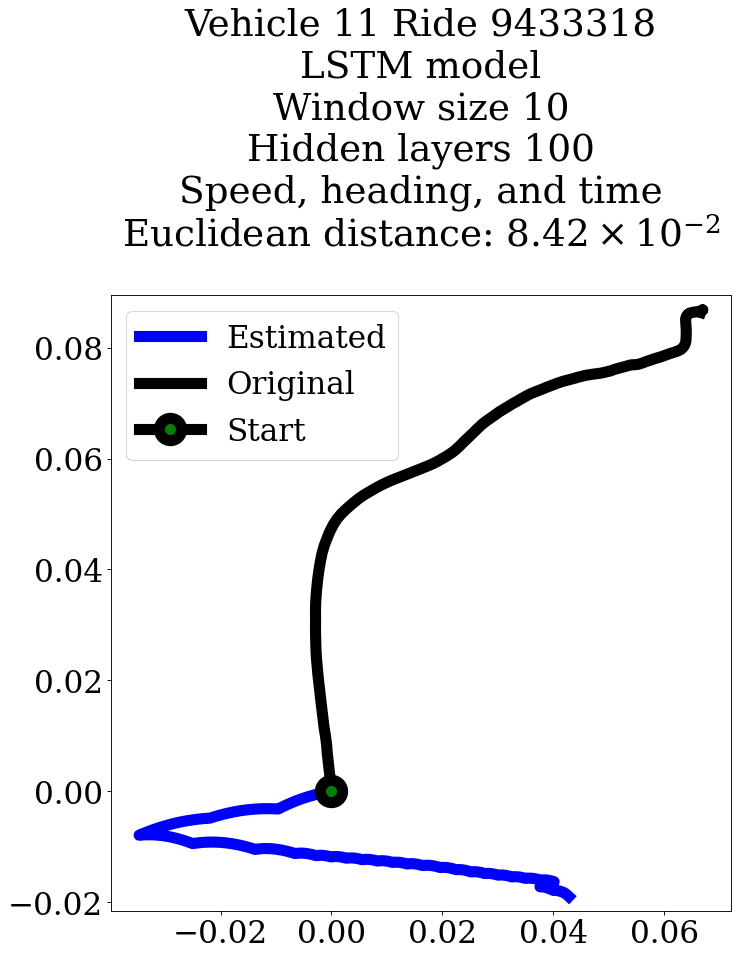 Vehicle 11 Ride 9433318
LSTM model
Window size 10
Hidden layers 100
Speed, heading, and time
Euclidean distance: 8.42 × 10⁻²
Estimated
Original
Start
0.08
0.06
0.04
0.02
0.00
−0.02
−0.02 0.00 0.02 0.04 0.06